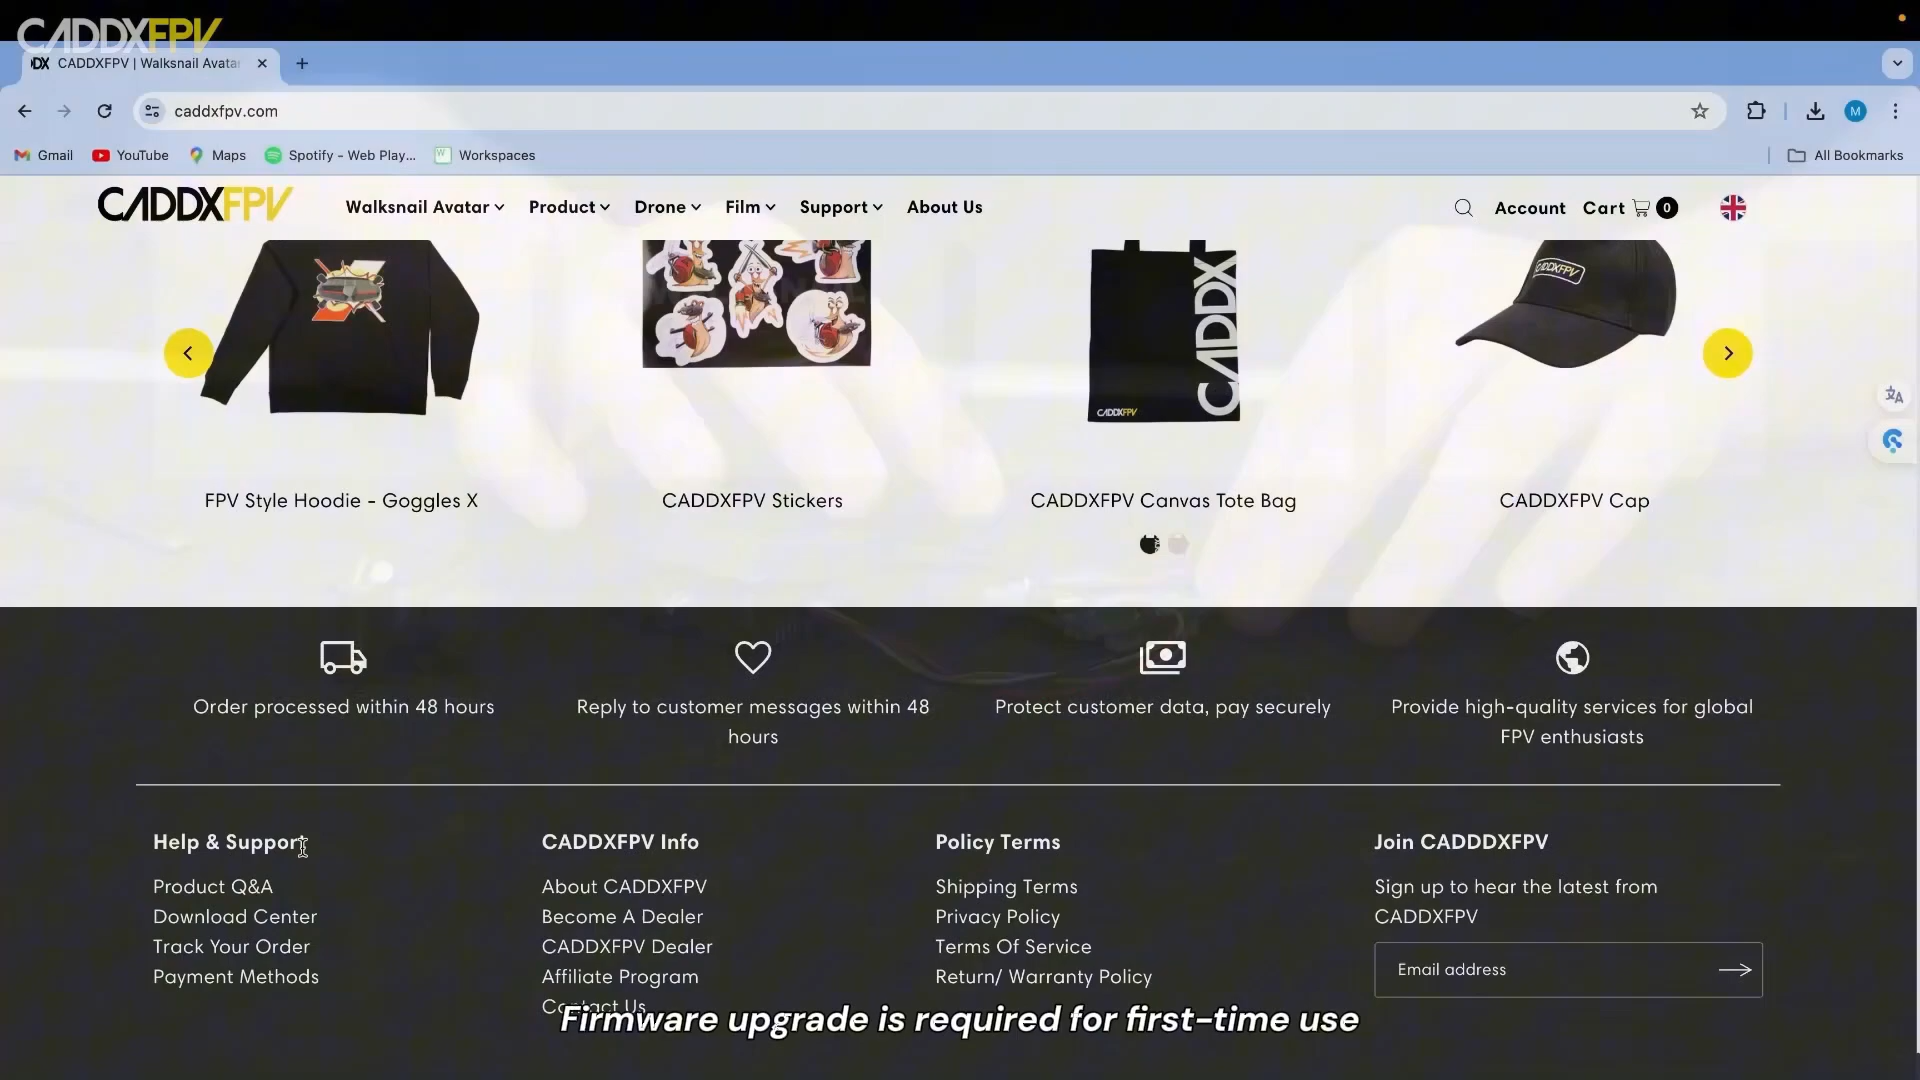 CADDXFPV
CADDXFPV | Walksnail Avata
caddxfpv.com
M
Gmail
YouTube
Maps
Spotify - Web Play...
Workspaces
All Bookmarks
CADDXFPV
Walksnail Avatar
Product
Drone
Film
Support
About Us
Account
Cart
0
CADDX
CADDXFPV
CADDXFPV
FPV Style Hoodie - Goggles X
CADDXFPV Stickers
CADDXFPV Canvas Tote Bag
CADDXFPV Cap
Order processed within 48 hours
Reply to customer messages within 48
hours
Protect customer data, pay securely
Provide high-quality services for global
FPV enthusiasts
Help & Support
Product Q&A
Download Center
Track Your Order
Payment Methods
CADDXFPV Info
About CADDXFPV
Become A Dealer
CADDXFPV Dealer
Affiliate Program
Contact Us
Policy Terms
Shipping Terms
Privacy Policy
Terms Of Service
Return/ Warranty Policy
Join CADDDXFPV
Sign up to hear the latest from
CADDXFPV
Email address
Firmware upgrade is required for first-time use